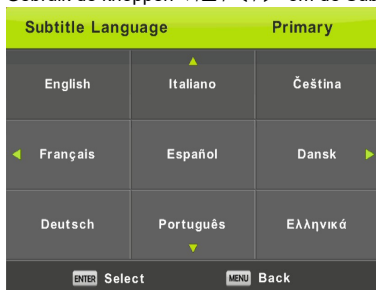 Subtitle Language Primary
English Italiano Čeština
Français Español Dansk
Deutsch Português Ελληνικά
ENTER Select MENU Back